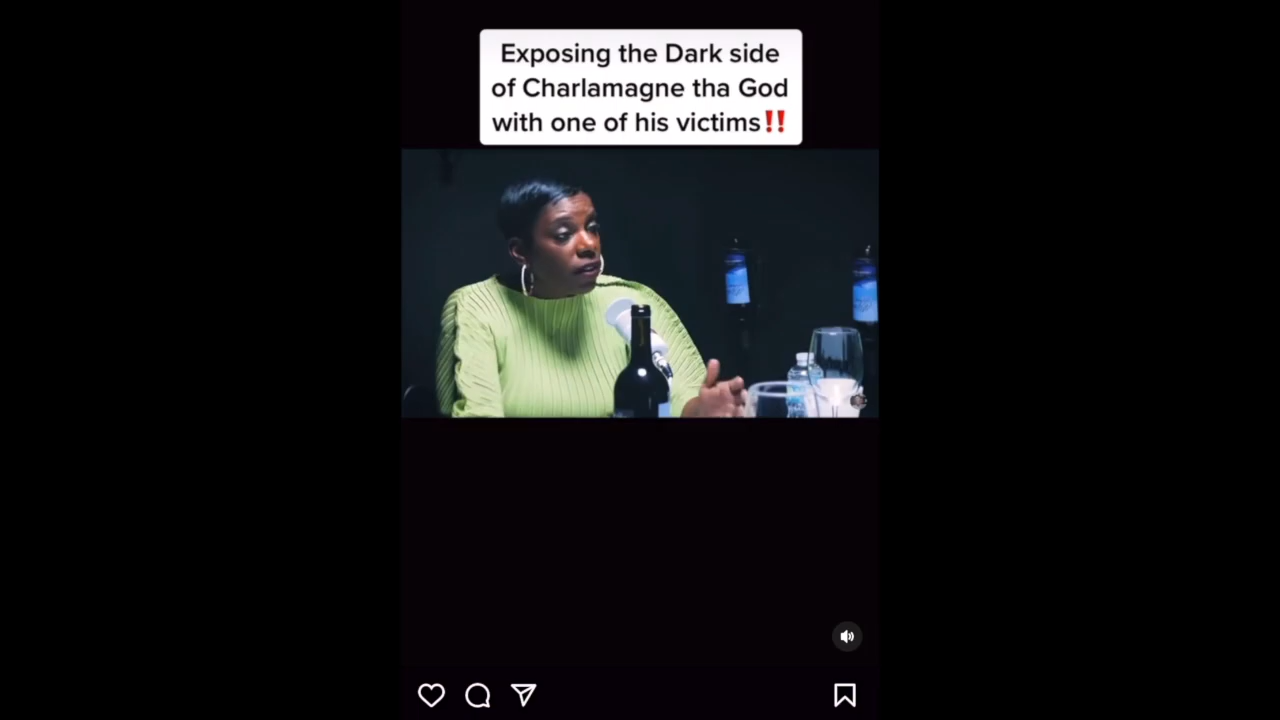 Exposing the Dark side
of Charlamagne tha God
with one of his victims‼️